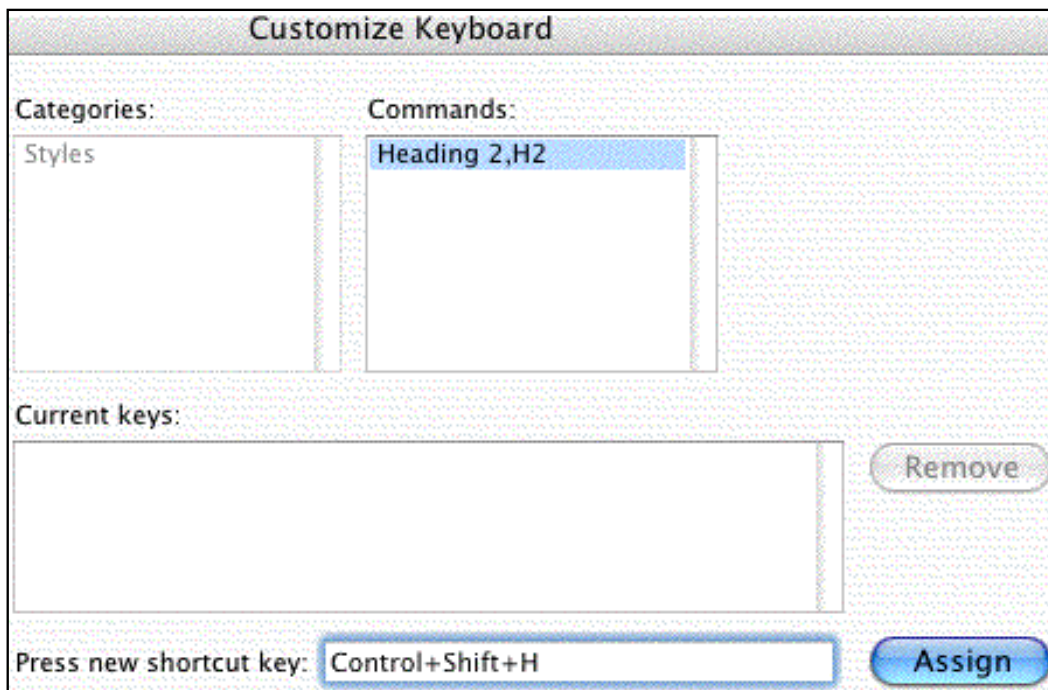 Customize Keyboard
Categories:
Commands:
Styles
Heading 2,H2
Current keys:
Remove
Press new shortcut key: Control+Shift+H
Assign